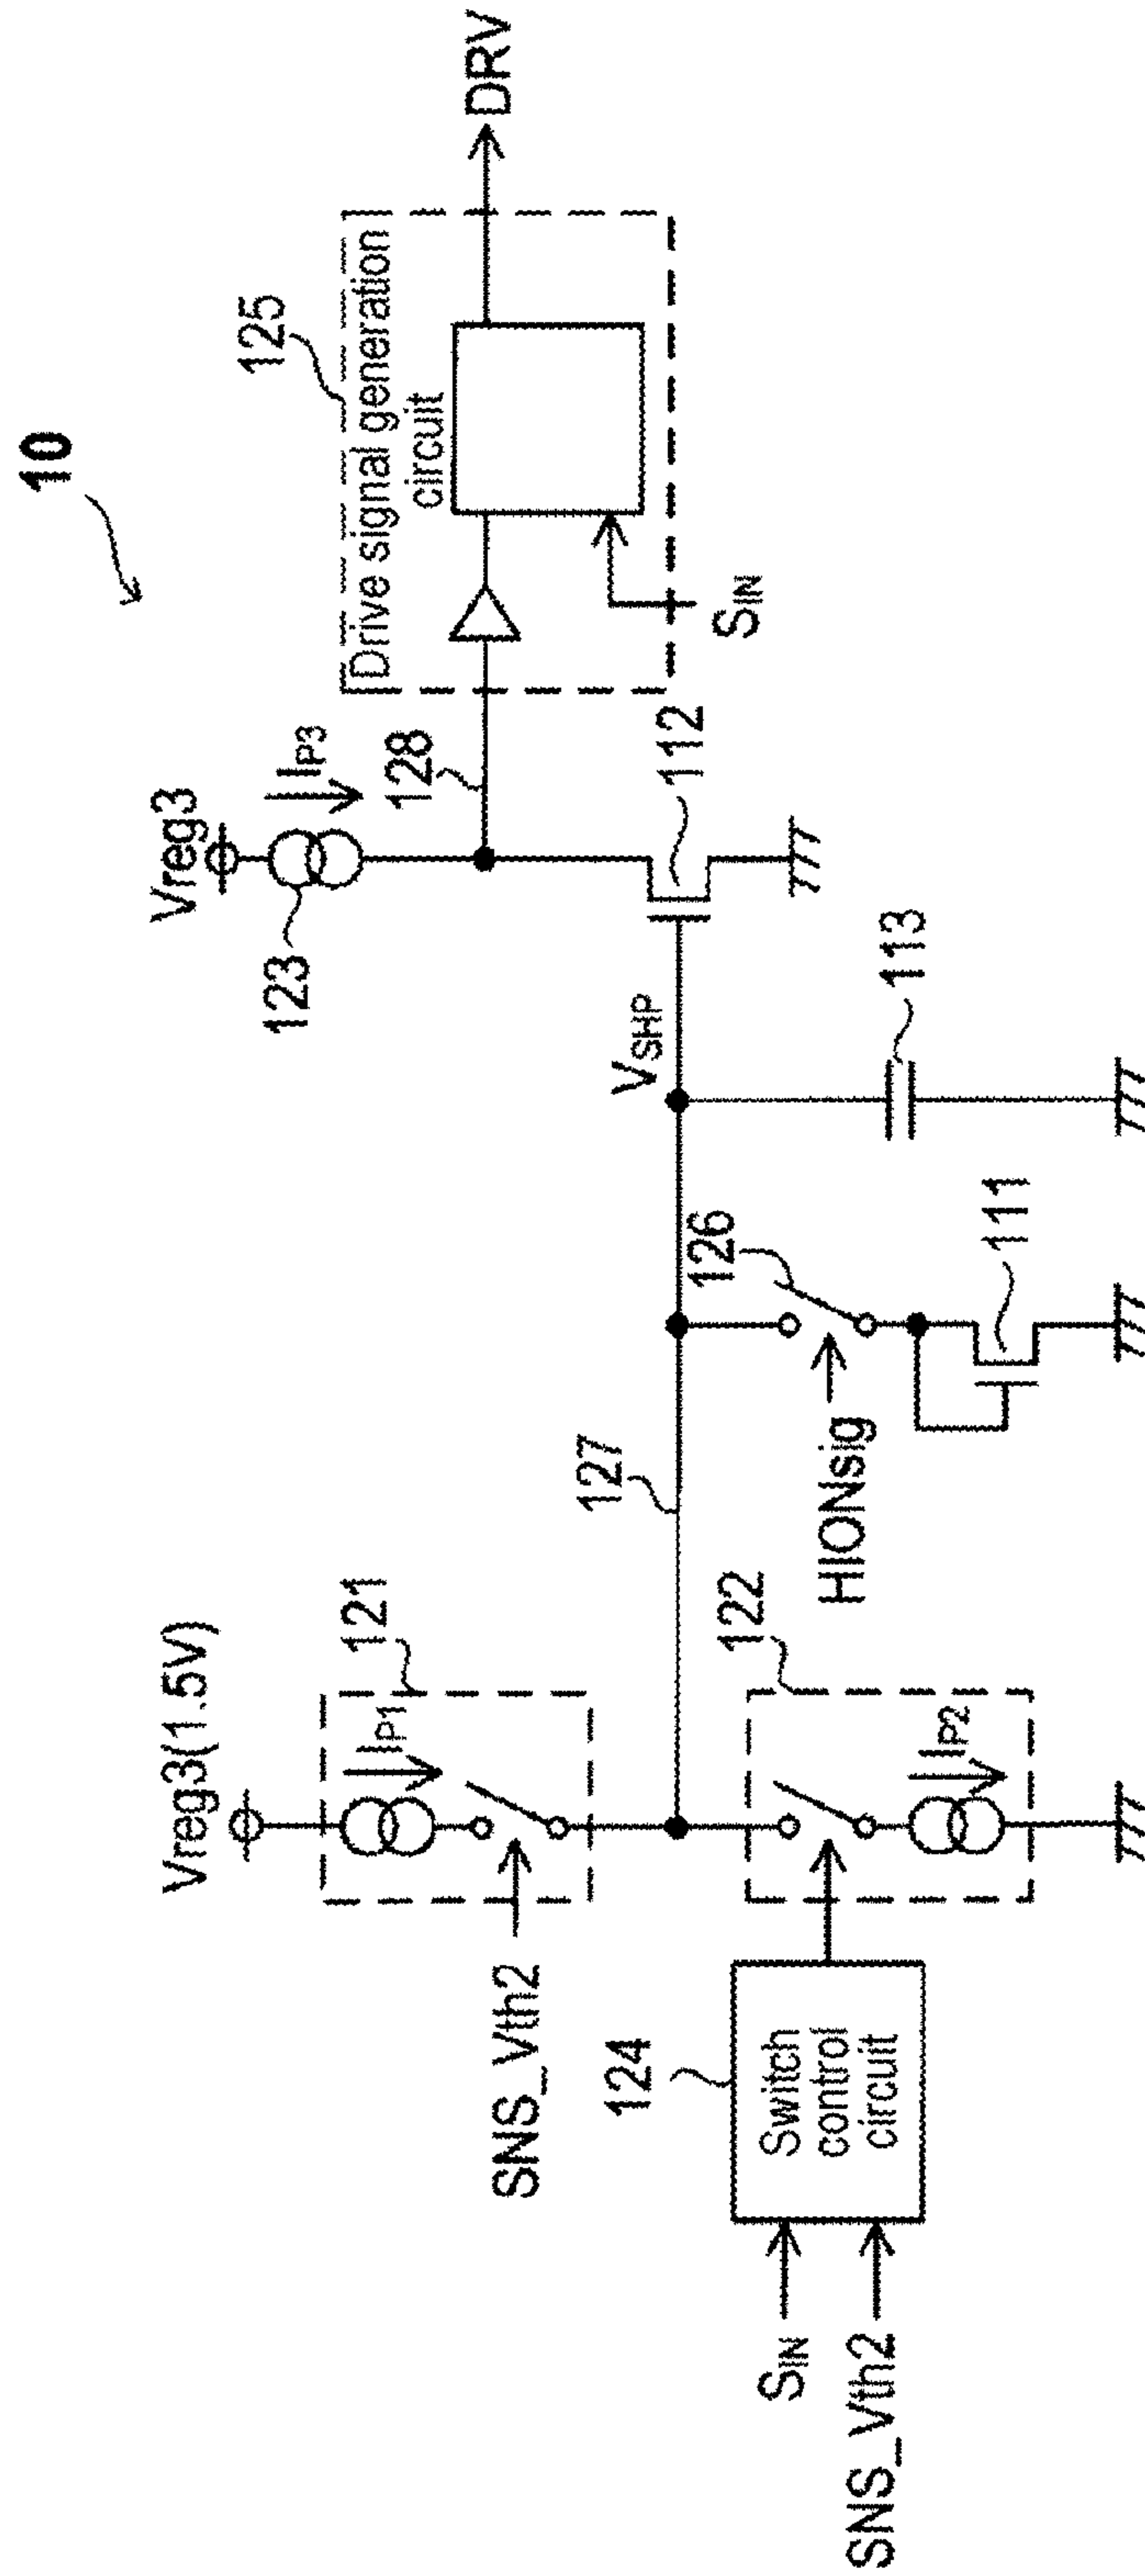 10
Vreg3(1.5V)
121
IP1
SNS_Vth2
124
Switch
control
circuit
SIN
SNS_Vth2
122
IP2
127
HIONsig
126
111
VSHP
113
Vreg3
123
IP3
128
112
125
Drive signal generation
circuit
SIN
DRV